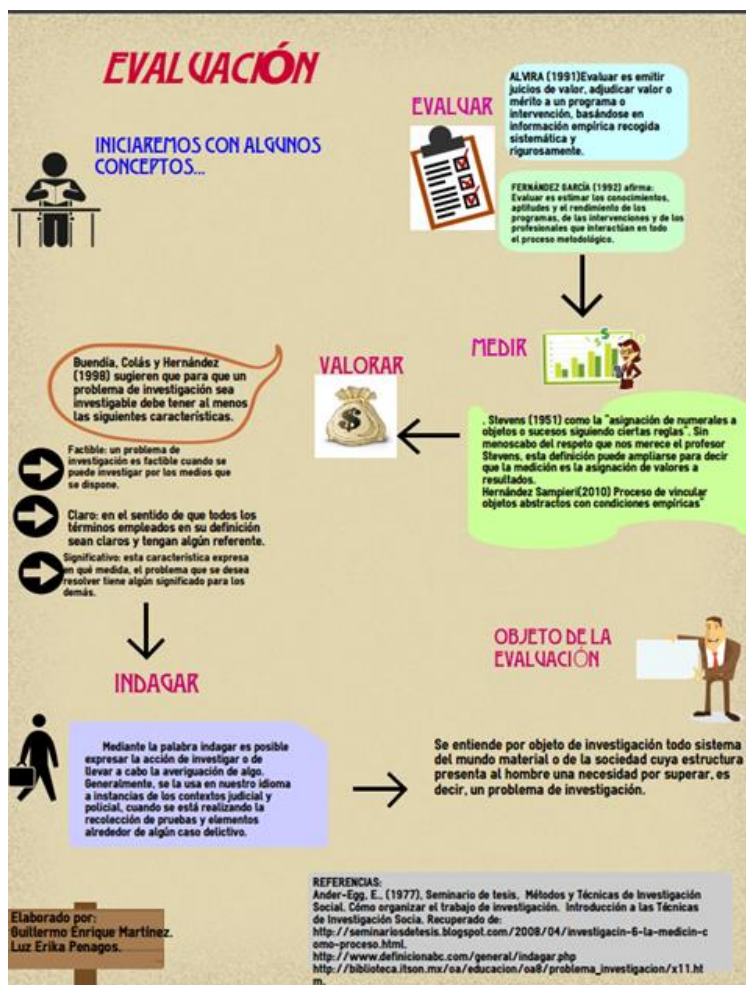 EVALUACIÓN
INICIAREMOS CON ALGUNOS
CONCEPTOS...
EVALUAR
ALVIRA (1991)Evaluar es emitir
juicios de valor, adjudicar valor o
mérito a un programa o
intervención, basándose en
información empírica recogida
sistemática y
rigurosamente.
FERNÁNDEZ GARCÍA (1992) afirma:
Evaluar es estimar los conocimientos,
aptitudes y el rendimiento de los
programas, de las intervenciones y de los
profesionales que interactúan en todo
el proceso metodológico.
MEDIR
. Stevens (1951) como la "asignación de numerales a
objetos o sucesos siguiendo ciertas reglas". Sin
menoscabo del respeto que nos merece el profesor
Stevens, esta definición puede ampliarse para decir
que la medición es la asignación de valores a
resultados.
Hernández Sampieri(2010) Proceso de vincular
objetos abstractos con condiciones empíricas"
VALORAR
$
Buendía, Colás y Hernández
(1998) sugieren que para que un
problema de investigación sea
investigable debe tener al menos
las siguientes características.
Factible: un problema de
investigación es factible cuando se
puede investigar por los medios que
se dispone.
Claro: en el sentido de que todos los
términos empleados en su definición
sean claros y tengan algún referente.
Significativo: esta característica expresa
en qué medida, el problema que se desea
resolver tiene algún significado para los
demás.
INDAGAR
Mediante la palabra indagar es posible
expresar la acción de investigar o de
llevar a cabo la averiguación de algo.
Generalmente, se la usa en nuestro idioma
a instancias de los contextos judicial y
policial, cuando se está realizando la
recolección de pruebas y elementos
alrededor de algún caso delictivo.
OBJETO DE LA
EVALUACIÓN
Se entiende por objeto de investigación todo sistema
del mundo material o de la sociedad cuya estructura
presenta al hombre una necesidad por superar, es
decir, un problema de investigación.
Elaborado por:
Guillermo Enrique Martínez.
Luz Erika Penagos.
REFERENCIAS:
Ander-Egg, E., (1977), Seminario de tesis, Métodos y Técnicas de Investigación
Social. Cómo organizar el trabajo de investigación. Introducción a las Técnicas
de Investigación Socia. Recuperado de:
http://seminariosdetesis.blogspot.com/2008/04/investigacin-6-la-medicin-c
omo-proceso.html.
http://www.definicionabc.com/general/indagar.php
http://biblioteca.itson.mx/oa/educacion/oa8/problema_investigacion/x11.ht
m.